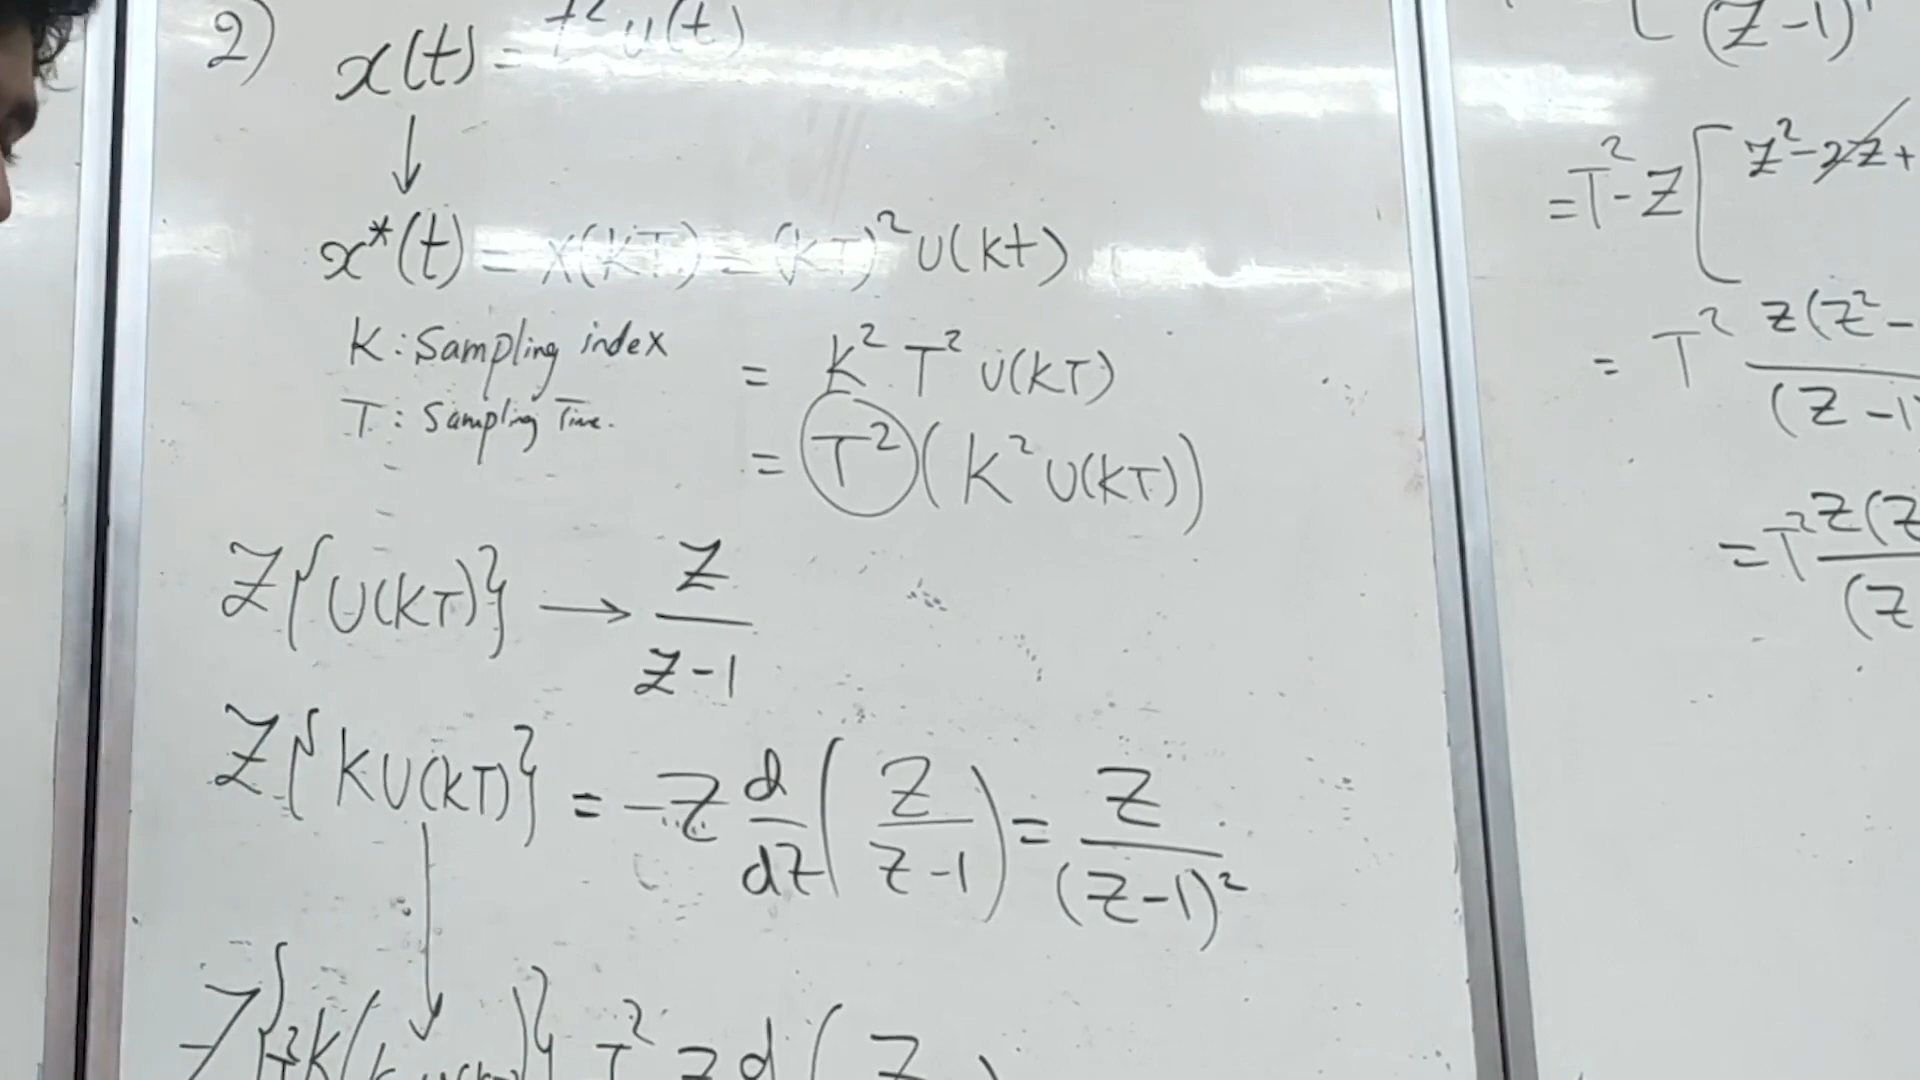 2) x(t) = t² u(t)
↓
x*(t) = x(KT) = (KT)² U(Kt)
K : Sampling index
= K² T² U(KT)
T : Sampling Time.
= T² (K² U(KT))
Z{U(KT)} → Z / Z-1
Z{KU(KT)} = -Z d/dZ (Z / Z-1) = Z / (Z-1)²
(Z-1)
= T² - Z [ Z² - 2Z +
= T² Z(Z² - / (Z-1)
= T² Z(Z / (Z